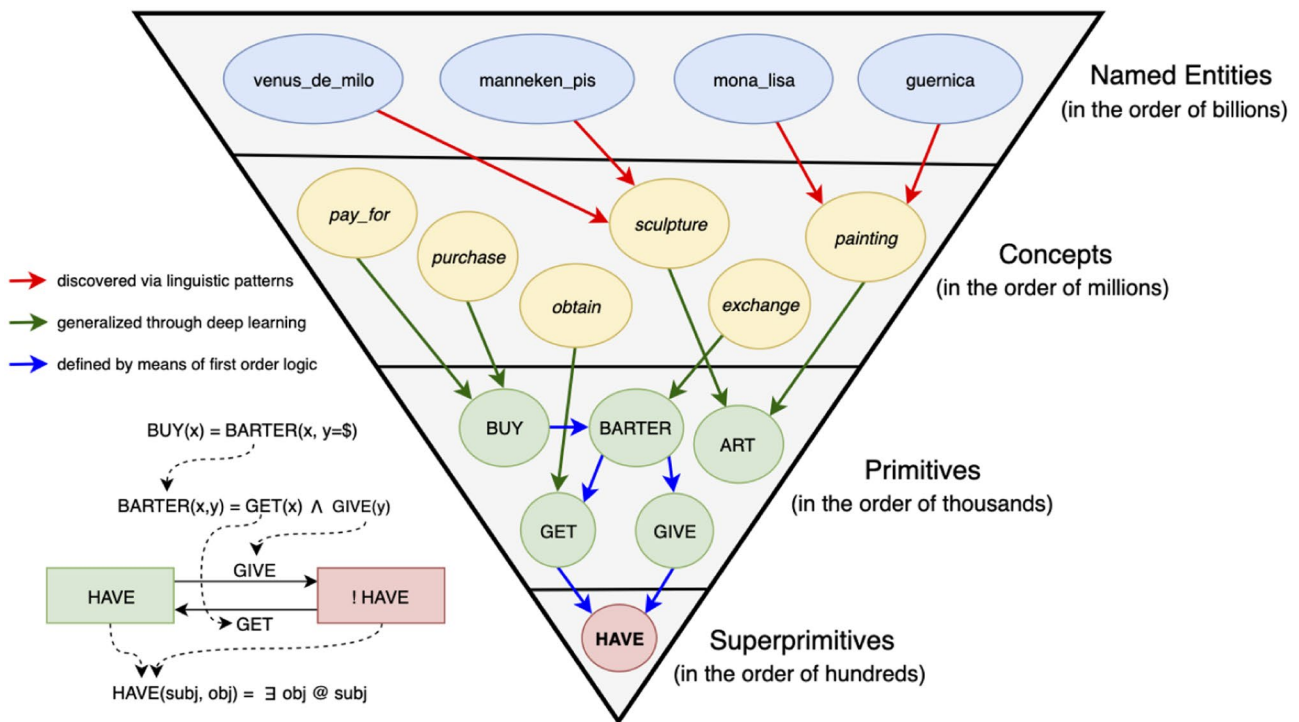 venus_de_milo
manneken_pis
mona_lisa
guernica
Named Entities
(in the order of billions)
pay_for
purchase
obtain
sculpture
exchange
painting
Concepts
(in the order of millions)
discovered via linguistic patterns
generalized through deep learning
defined by means of first order logic
BUY
BARTER
ART
GET
GIVE
Primitives
(in the order of thousands)
HAVE
Superprimitives
(in the order of hundreds)
BUY(x) = BARTER(x, y=$)
BARTER(x,y) = GET(x) ∧ GIVE(y)
GIVE
HAVE
! HAVE
GET
HAVE(subj, obj) = ∃ obj @ subj